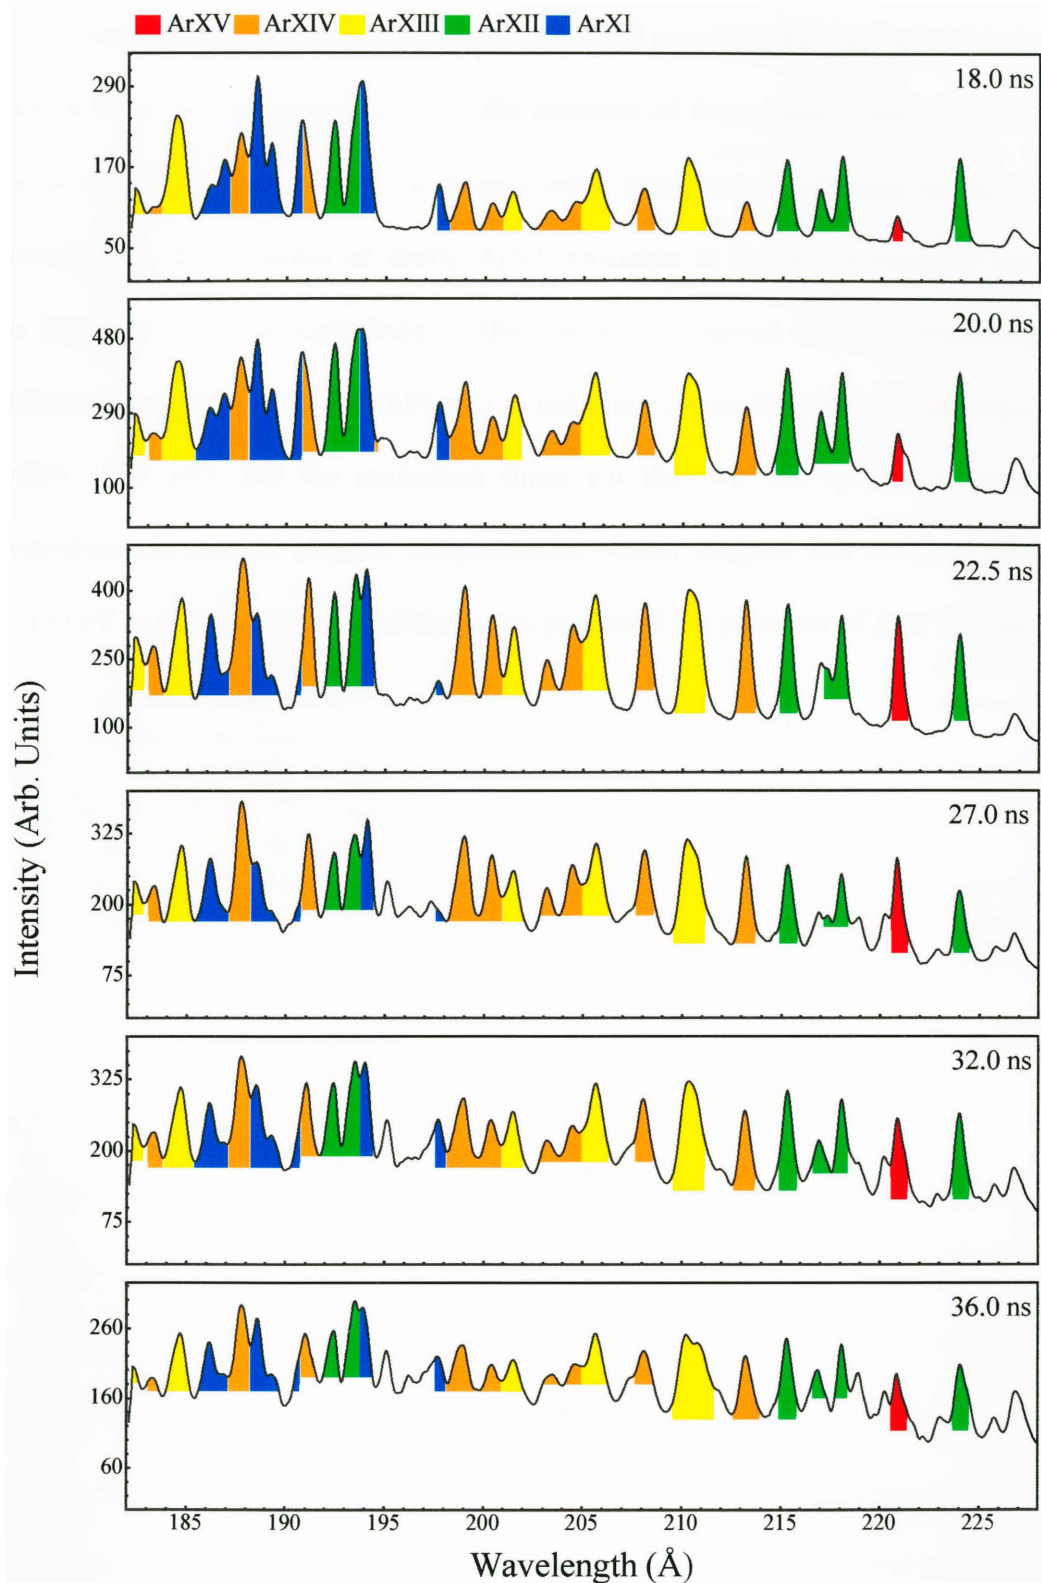 ArXV ArXIV ArXIII ArXII ArXI
18.0 ns
290
170
50
20.0 ns
480
290
100
22.5 ns
400
250
100
27.0 ns
325
200
75
32.0 ns
325
200
75
36.0 ns
260
160
60
185 190 195 200 205 210 215 220 225
Wavelength (Å)
Intensity (Arb. Units)